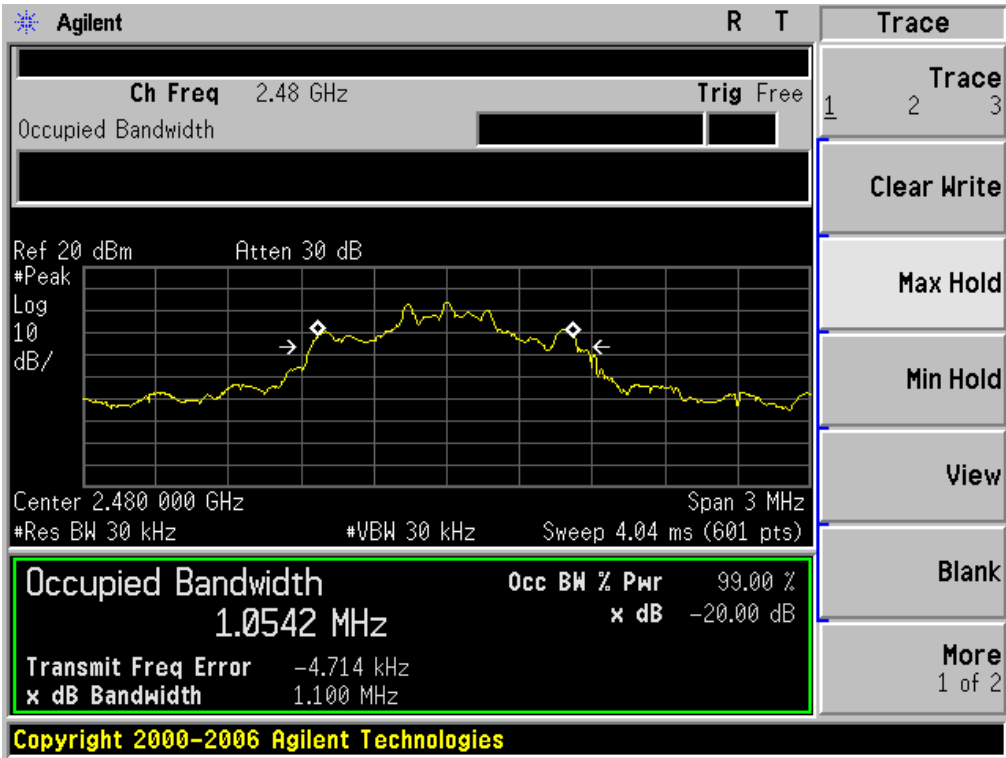 Agilent R T Trace
Ch Freq 2.48 GHz Trig Free
Occupied Bandwidth
Trace
1 2 3
Clear Write
Max Hold
Min Hold
View
Blank
More
1 of 2
Ref 20 dBm Atten 30 dB
#Peak
Log
10
dB/
Center 2.480 000 GHz Span 3 MHz
#Res BW 30 kHz #VBW 30 kHz Sweep 4.04 ms (601 pts)
Occupied Bandwidth Occ BW % Pwr 99.00 %
1.0542 MHz x dB -20.00 dB
Transmit Freq Error -4.714 kHz
x dB Bandwidth 1.100 MHz
Copyright 2000-2006 Agilent Technologies